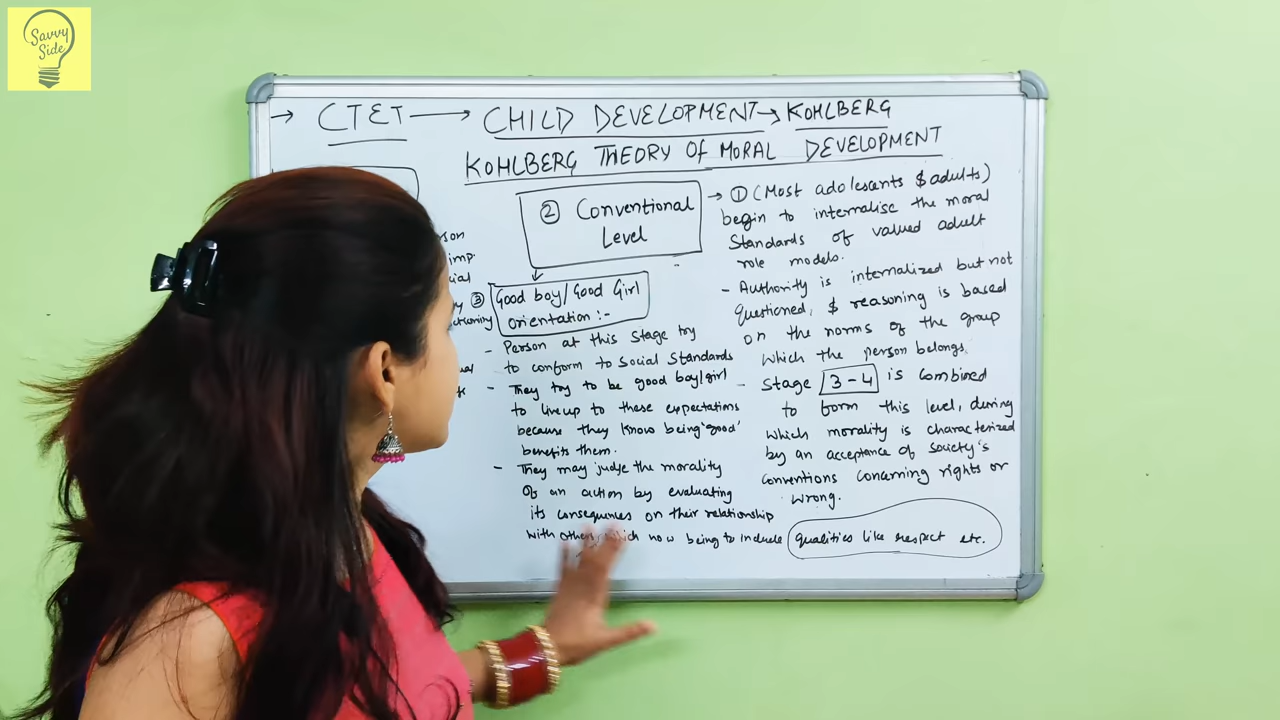 Savvy
Side
→ CTET → CHILD DEVELOPMENT → KOHLBERG
KOHLBERG THEORY Of MORAL DEVELOPMENT
② Conventional
Level
③ Good boy/Good Girl
orientation :-
- Person at this stage try
to conform to social standards
- They try to be good boy/girl
to live up to these expectations
because they know being 'good'
benefits them.
- They may judge the morality
of an action by evaluating
its consequences on their relationship
with others, which now being to include qualities like respect etc.
→ ① (Most adolescents & adults)
begin to internalise the moral
Standards of valued adult
role models.
- Authority is internalized but not
questioned, & reasoning is based
on the norms of the group
which the person belongs.
- Stage 3-4 is combined
to form this level, during
which morality is characterized
by an acceptance of society's
conventions concerning rights or
wrong.